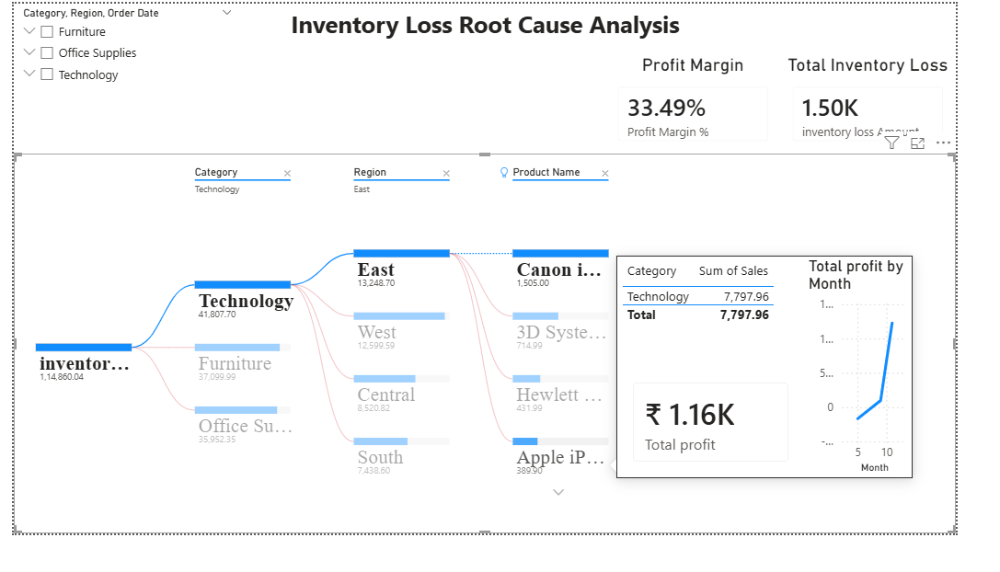 Category, Region, Order Date
Furniture
Office Supplies
Technology
Inventory Loss Root Cause Analysis
Profit Margin
33.49%
Profit Margin %
Total Inventory Loss
1.50K
inventory loss Amount
Category
Technology
Region
East
Product Name
inventor...
1,14,860.04
Technology
41,807.70
Furniture
37,099.99
Office Su...
35,952.35
East
13,248.70
West
12,599.59
Central
8,520.82
South
7,438.60
Canon i...
1,505.00
3D Syste...
714.99
Hewlett ...
431.99
Apple iP...
389.90
Category Sum of Sales
Technology 7,797.96
Total 7,797.96
₹ 1.16K
Total profit
Total profit by
Month
1...
1...
5...
0
-...
5 10
Month